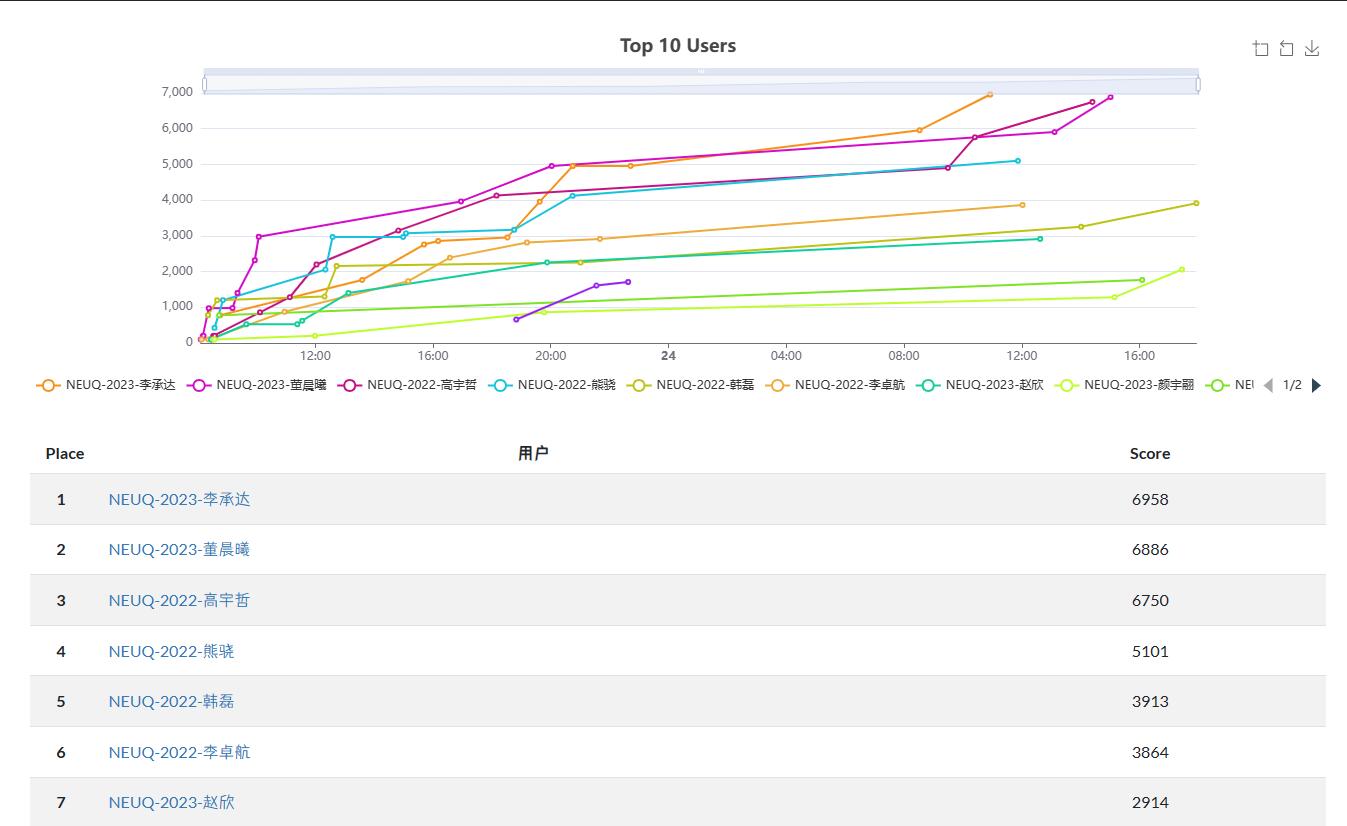 Top 10 Users
7,000
6,000
5,000
4,000
3,000
2,000
1,000
0
12:00 16:00 20:00 24 04:00 08:00 12:00 16:00
NEUQ-2023-李承达 NEUQ-2023-董晨曦 NEUQ-2022-高宇哲 NEUQ-2022-熊骁 NEUQ-2022-韩磊 NEUQ-2022-李卓航 NEUQ-2023-赵欣 NEUQ-2023-颜宇翮 1/2
Place 用户 Score
1 NEUQ-2023-李承达 6958
2 NEUQ-2023-董晨曦 6886
3 NEUQ-2022-高宇哲 6750
4 NEUQ-2022-熊骁 5101
5 NEUQ-2022-韩磊 3913
6 NEUQ-2022-李卓航 3864
7 NEUQ-2023-赵欣 2914